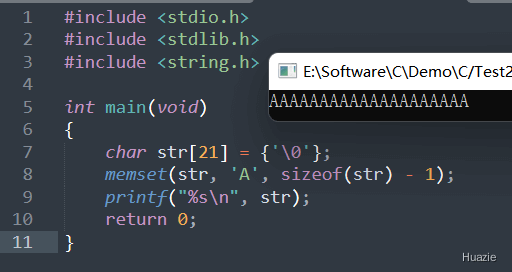 1 #include <stdio.h>
2 #include <stdlib.h>
3 #include <string.h>
4
E:\Software\C\Demo\C/Test2
AAAAAAAAAAAAAAAAAAAA
5 int main(void)
6 {
7 char str[21] = {'\0'};
8 memset(str, 'A', sizeof(str) - 1);
9 printf("%s\n", str);
10 return 0;
11 }
Huazie